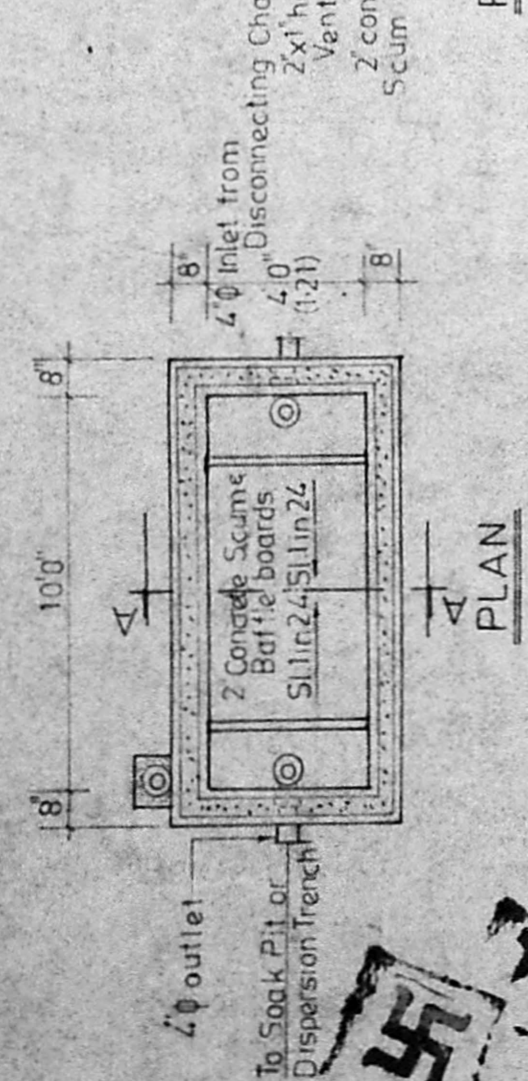 8"
10'0"
8"
4"φ outlet
To Soak Pit or
Dispersion Trench
2" Concrete Scume
Baffle boards
Sl.1in24 Sl.1in24
A
A
8"
4'0"
(1·21)
8"
4"φ Inlet from
Disconnecting Cha
2"x1"h
Vent
2" con
Scum
PLAN